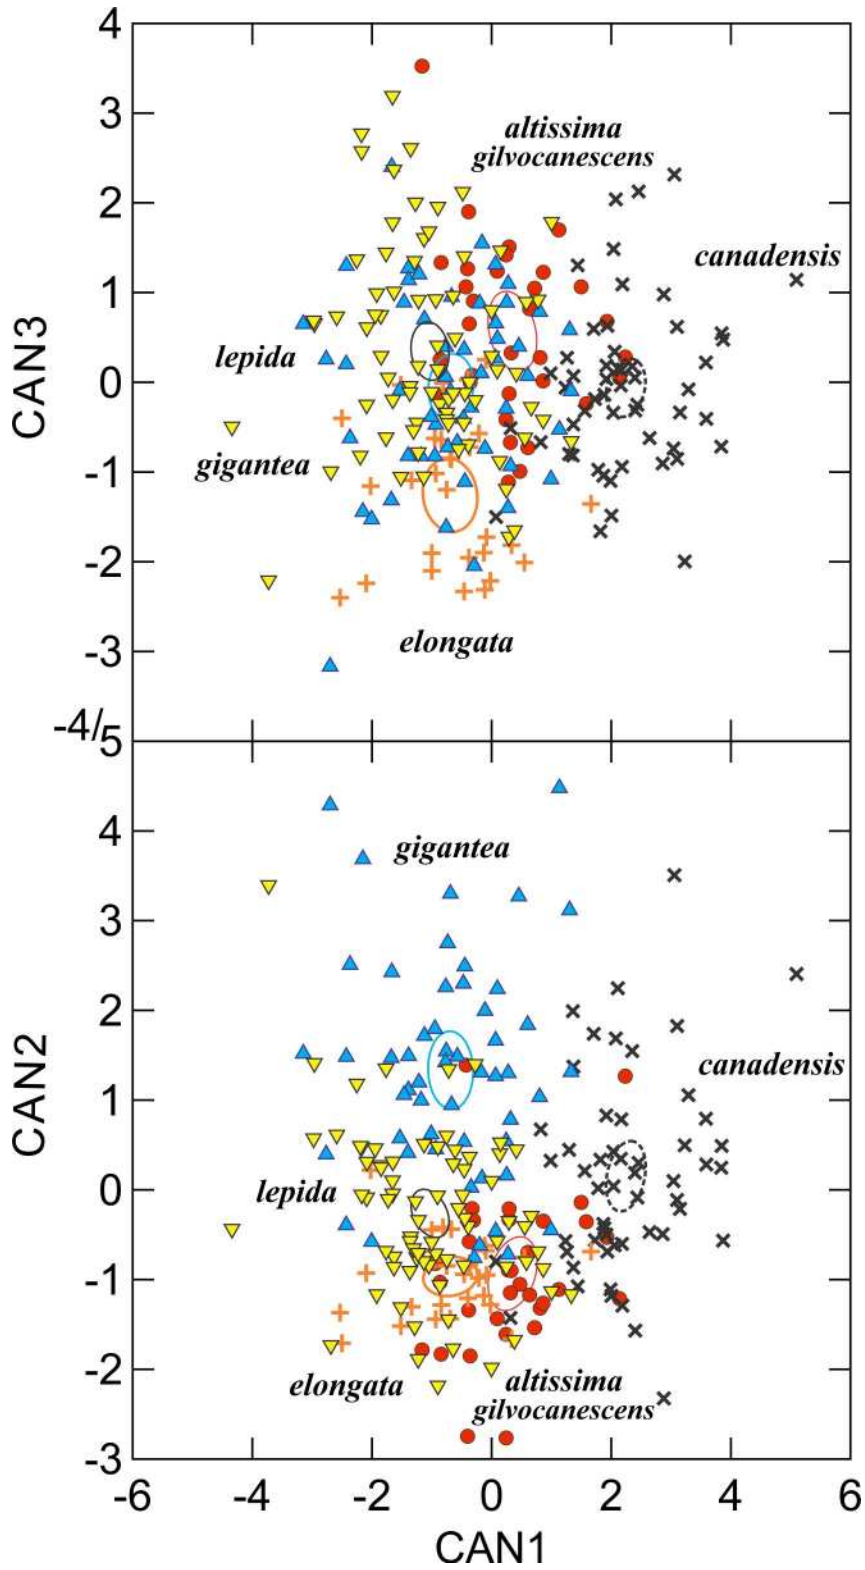 4
3
2
1
0
-1
-2
-3
-4/5
CAN3
altissima
gilvocanescens
canadensis
lepida
gigantea
elongata
4
3
2
1
0
-1
-2
-3
CAN2
gigantea
canadensis
lepida
elongata
altissima
gilvocanescens
-6 -4 -2 0 2 4 6
CAN1